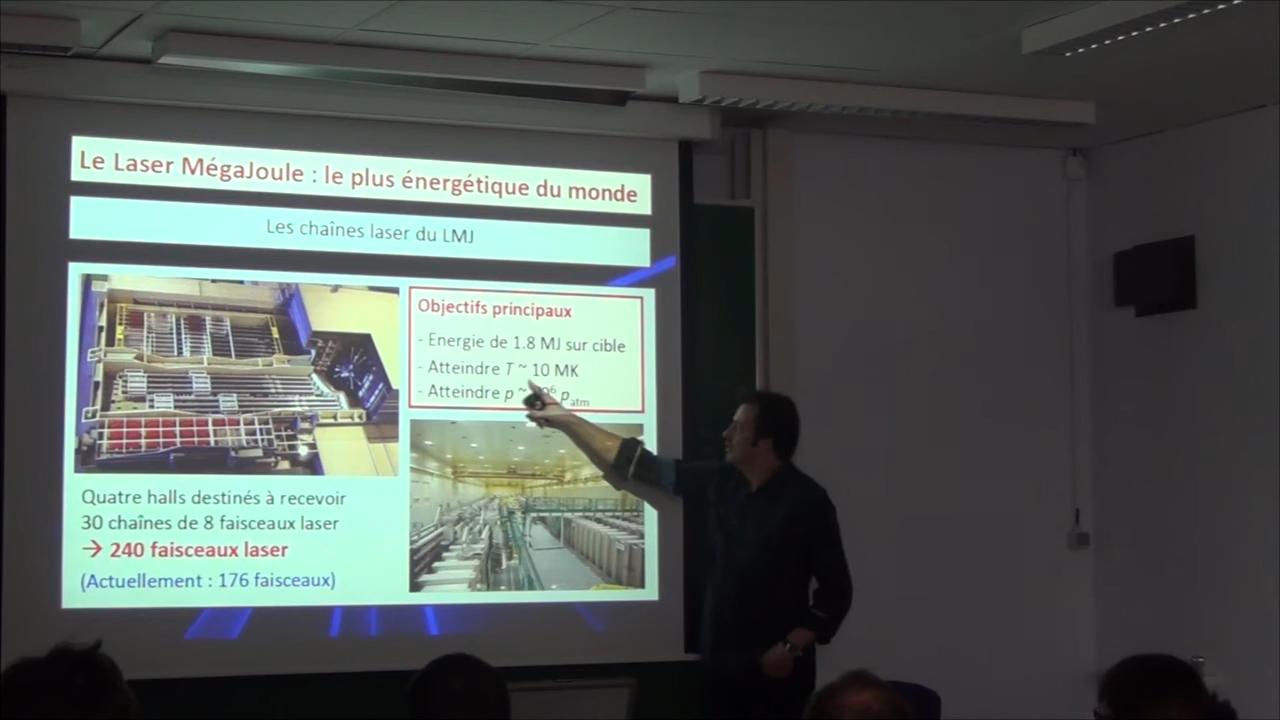 Le Laser MégaJoule : le plus énergétique du monde
Les chaînes laser du LMJ
Objectifs principaux
- Energie de 1.8 MJ sur cible
- Atteindre T ~ 10 MK
- Atteindre p ~ patm
Quatre halls destinés à recevoir
30 chaînes de 8 faisceaux laser
→ 240 faisceaux laser
(Actuellement : 176 faisceaux)